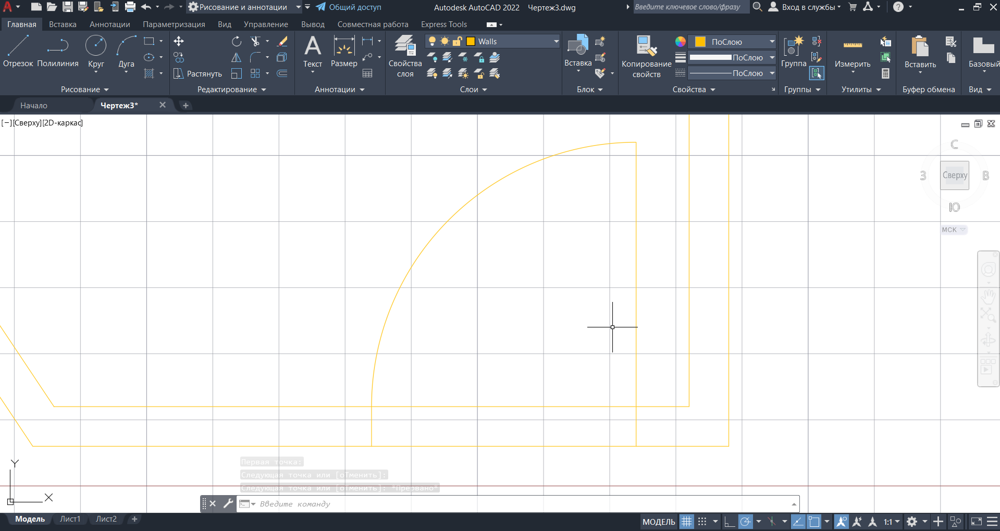 Рисование и аннотации
Общий доступ
Autodesk AutoCAD 2022 Чертеж3.dwg
Введите ключевое слово/фразу
Вход в службы
Главная Вставка Аннотации Параметризация Вид Управление Вывод Совместная работа Express Tools
Отрезок Полилиния Круг Дуга
Рисование
Растянуть
Редактирование
Текст Размер
Аннотации
Свойства слоя
Walls
Слои
Вставка
Блок
Копирование свойств
ПоСлою
ПоСлою
ПоСлою
Свойства
Группа
Группы
Измерить
Утилиты
Вставить
Буфер обмена
Базовый
Вид
Начало
Чертеж3*
[−][Сверху][2D-каркас]
С
З Сверху В
Ю
МСК
Y
X
Первая точка:
Следующая точка или [оТменить]:
Следующая точка или [оТменить]: *Прервано*
Введите команду
Модель Лист1 Лист2
МОДЕЛЬ
1:1